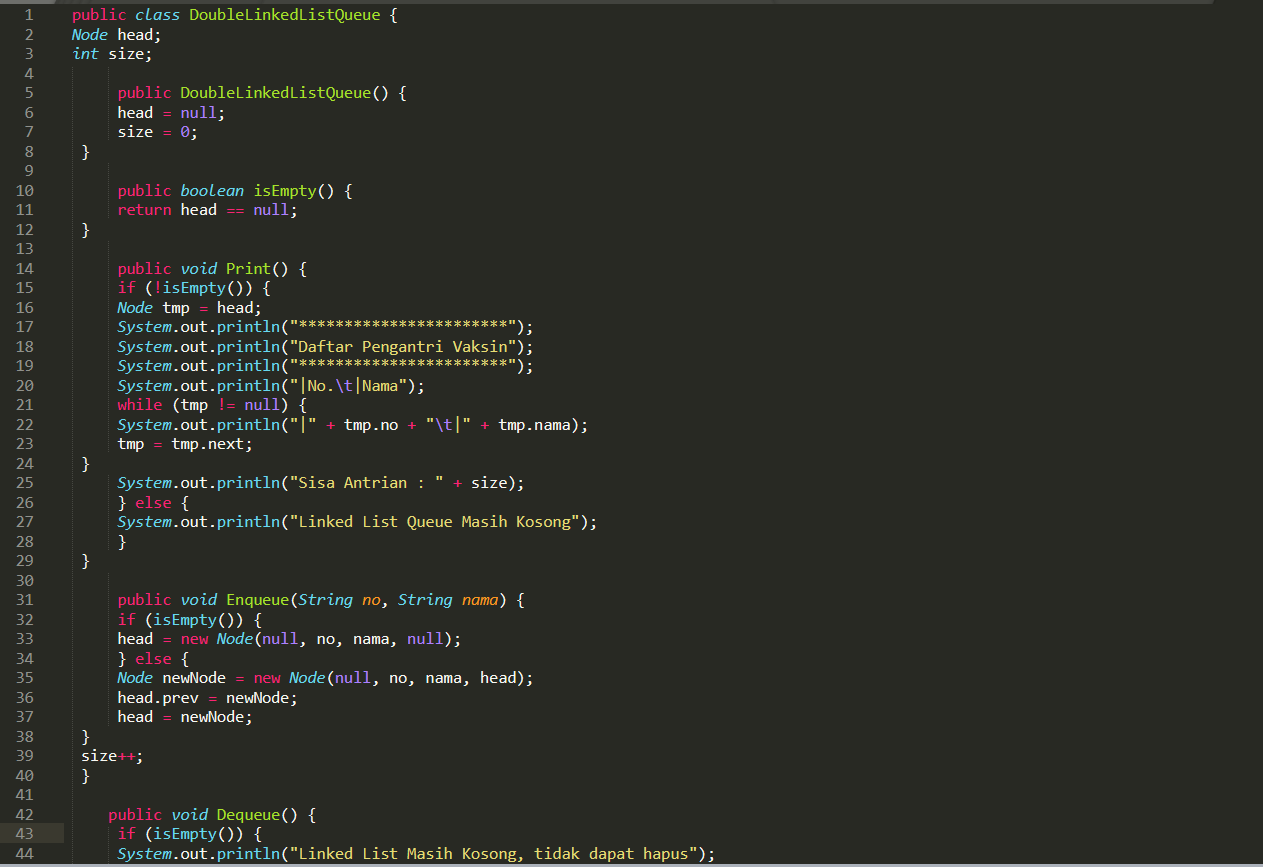 1 public class DoubleLinkedListQueue {
2 Node head;
3 int size;
4
5 public DoubleLinkedListQueue() {
6 head = null;
7 size = 0;
8 }
9
10 public boolean isEmpty() {
11 return head == null;
12 }
13
14 public void Print() {
15 if (!isEmpty()) {
16 Node tmp = head;
17 System.out.println("***********************");
18 System.out.println("Daftar Pengantri Vaksin");
19 System.out.println("***********************");
20 System.out.println("|No.\t|Nama");
21 while (tmp != null) {
22 System.out.println("|" + tmp.no + "\t|" + tmp.nama);
23 tmp = tmp.next;
24 }
25 System.out.println("Sisa Antrian : " + size);
26 } else {
27 System.out.println("Linked List Queue Masih Kosong");
28 }
29 }
30
31 public void Enqueue(String no, String nama) {
32 if (isEmpty()) {
33 head = new Node(null, no, nama, null);
34 } else {
35 Node newNode = new Node(null, no, nama, head);
36 head.prev = newNode;
37 head = newNode;
38 }
39 size++;
40 }
41
42 public void Dequeue() {
43 if (isEmpty()) {
44 System.out.println("Linked List Masih Kosong, tidak dapat hapus");